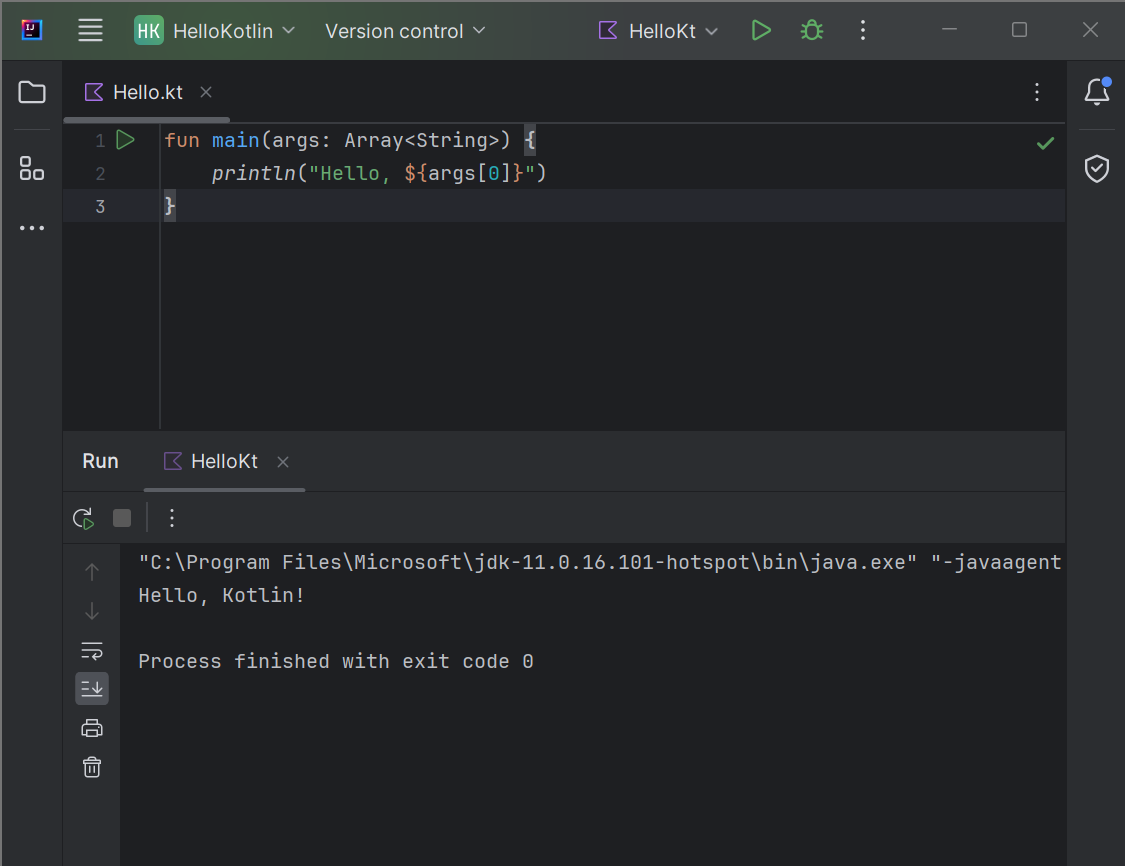 IJ HK HelloKotlin Version control HelloKt
Hello.kt
1 fun main(args: Array<String>) {
2     println("Hello, ${args[0]}")
3 }
Run HelloKt
"C:\Program Files\Microsoft\jdk-11.0.16.101-hotspot\bin\java.exe" "-javaagent
Hello, Kotlin!
Process finished with exit code 0